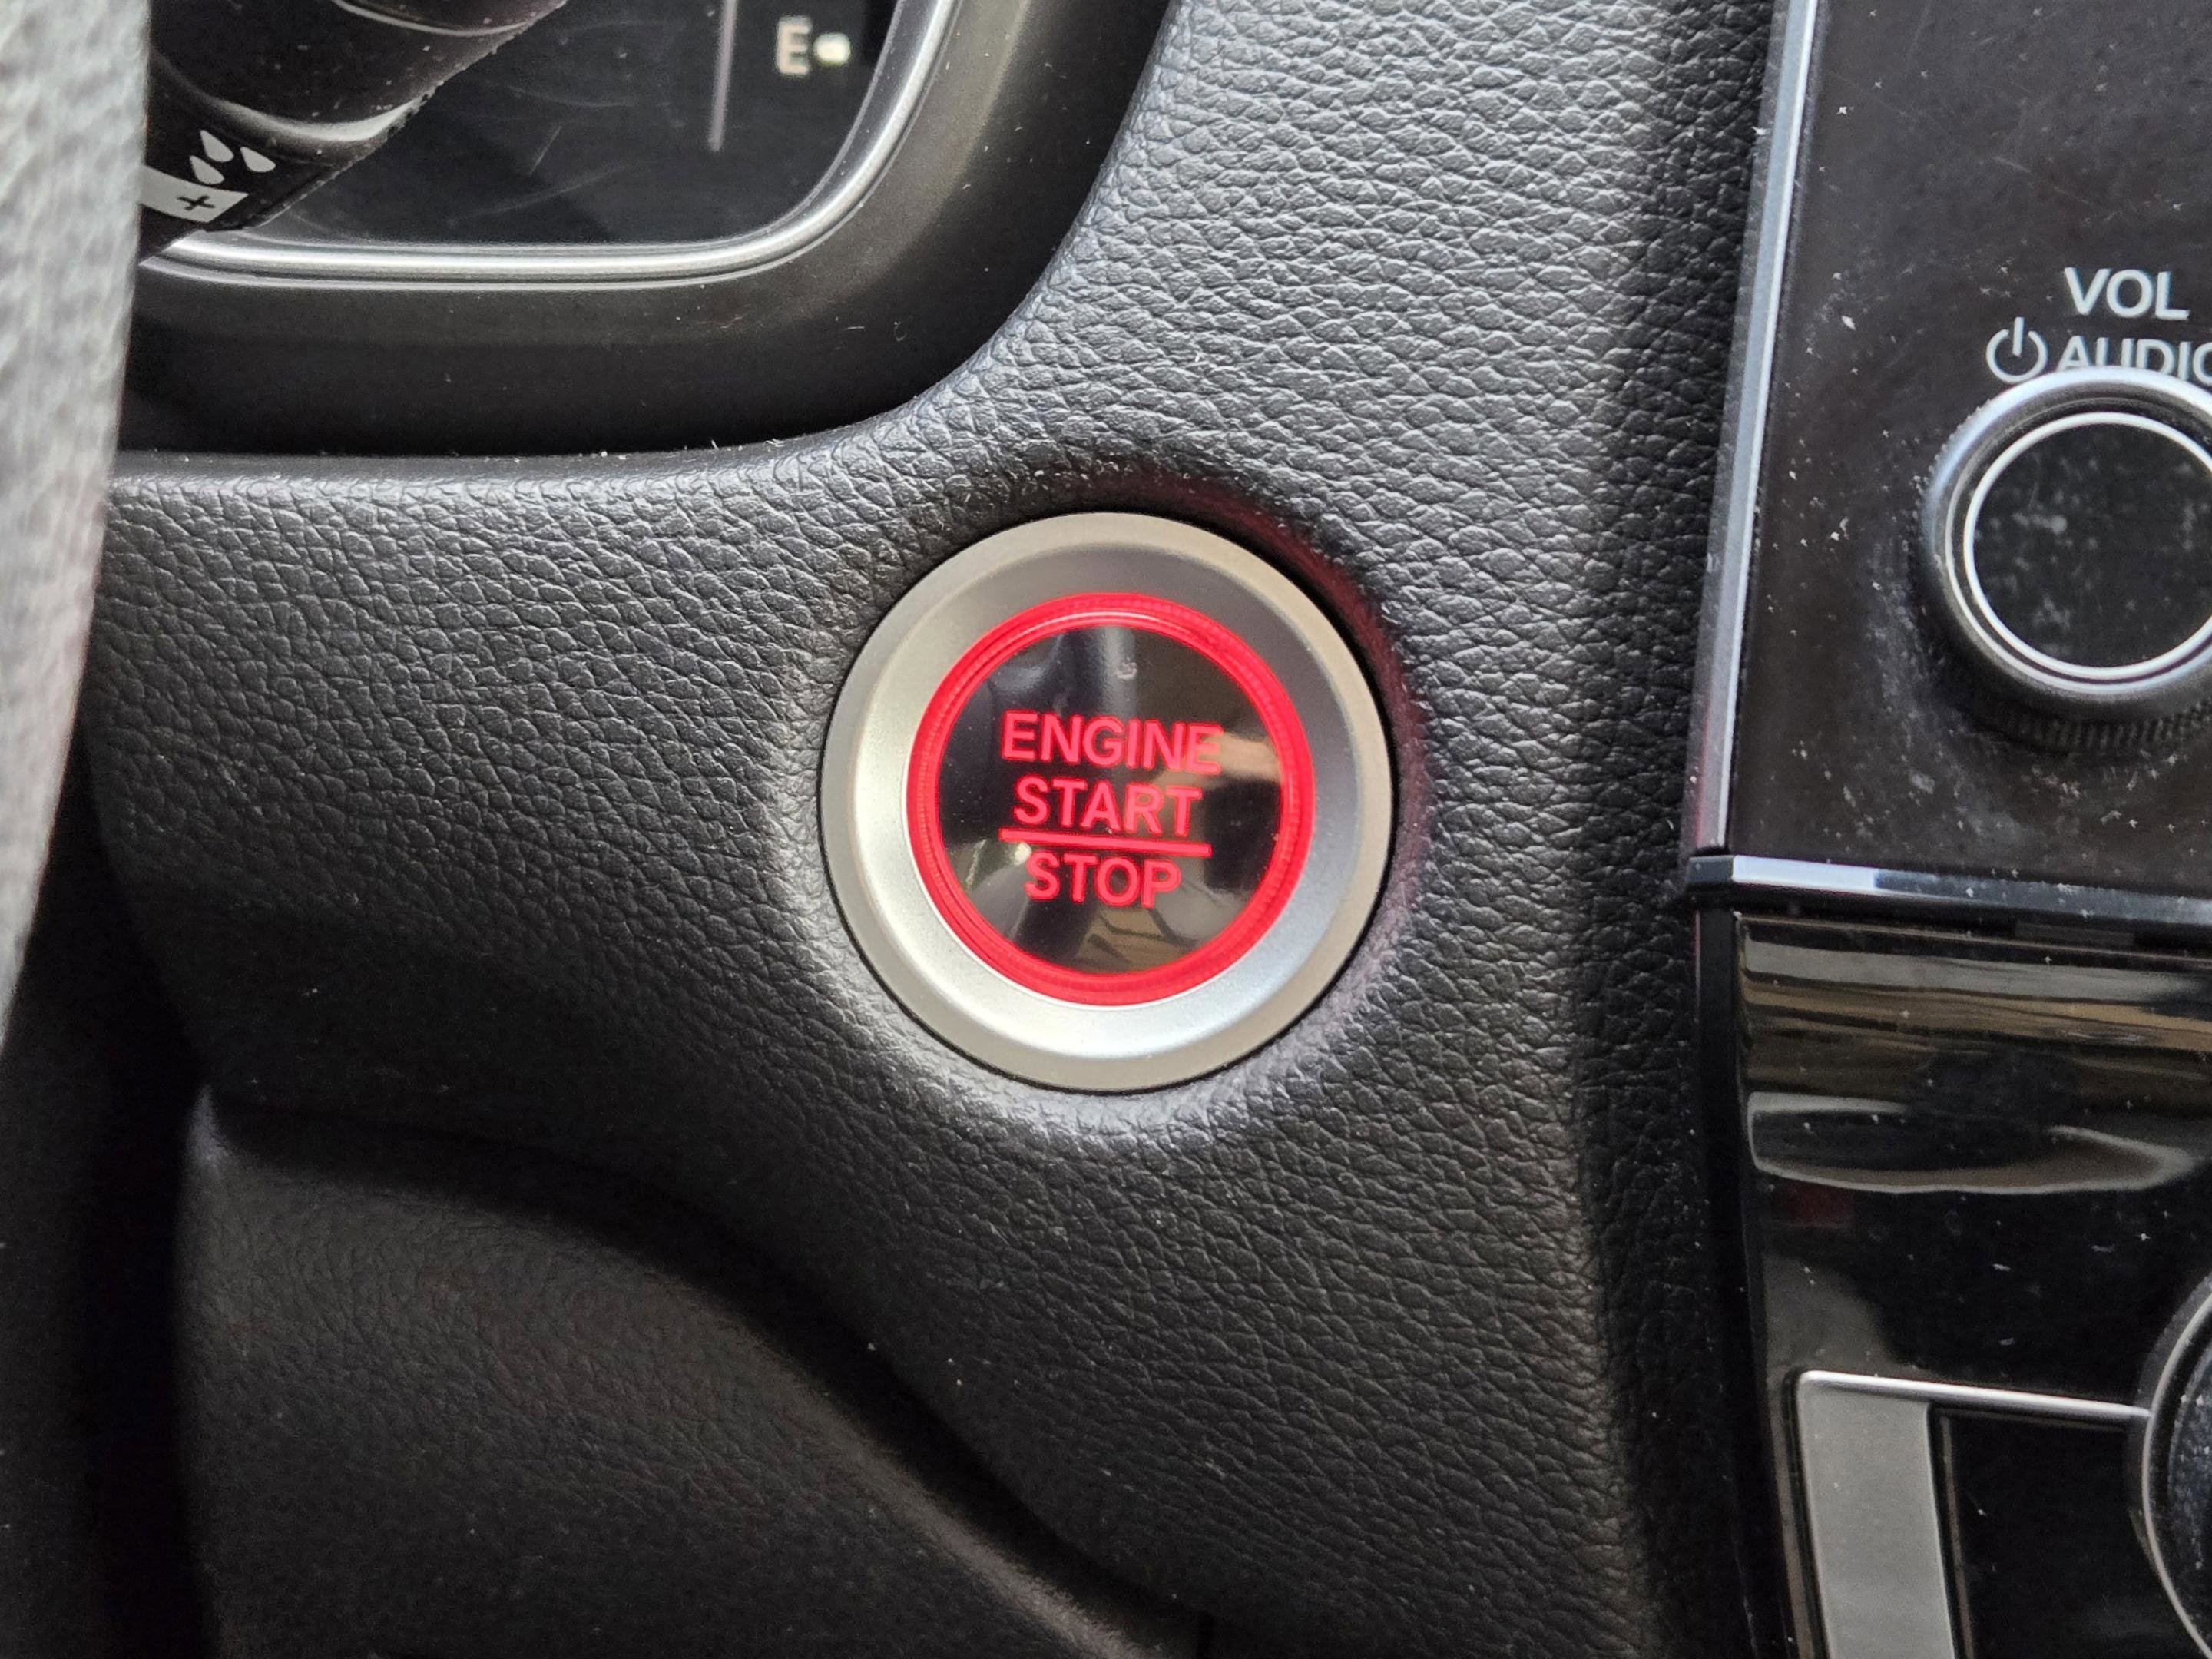 E
+
VOL
AUDIO
ENGINE
START
STOP